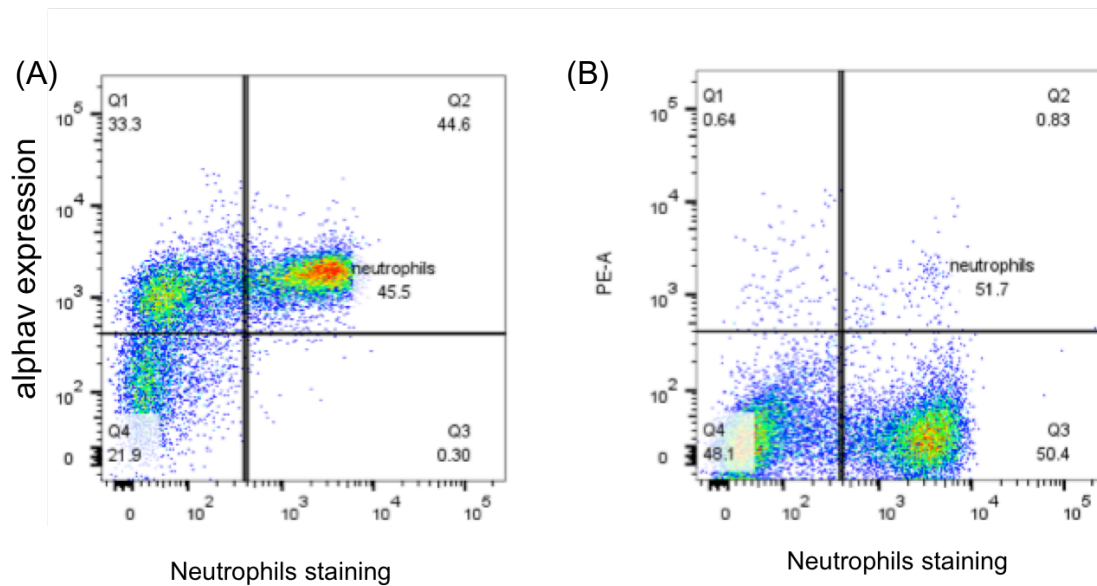 (A)
(B)
Q1
33.3
Q2
44.6
neutrophils
45.5
Q4
21.9
Q3
0.30
alphav expression
10^5
10^4
10^3
10^2
0
0
10^2
10^3
10^4
10^5
Neutrophils staining
Q1
0.64
Q2
0.83
neutrophils
51.7
Q4
48.1
Q3
50.4
PE-A
10^5
10^4
10^3
10^2
0
0
10^2
10^3
10^4
10^5
Neutrophils staining